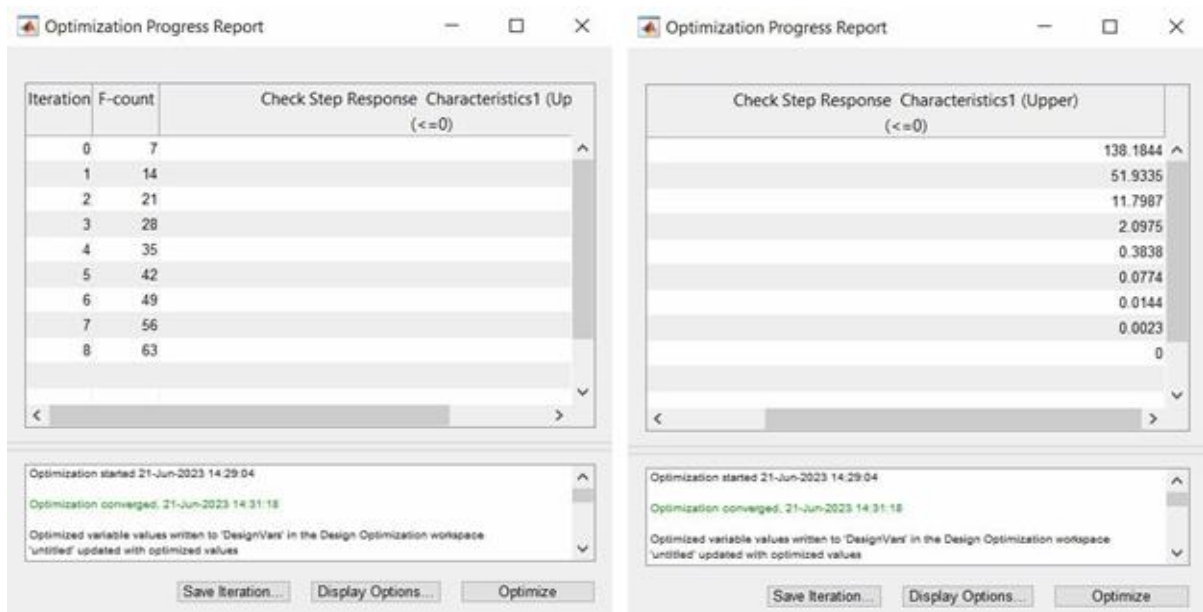 Optimization Progress Report
Iteration F-count Check Step Response Characteristics1 (Up
(<=0)
0 7
1 14
2 21
3 28
4 35
5 42
6 49
7 56
8 63
Optimization started 21-Jun-2023 14:29:04
Optimization converged, 21-Jun-2023 14:31:18
Optimized variable values written to 'DesignVars' in the Design Optimization workspace
'untitled' updated with optimized values
Save Iteration... Display Options... Optimize
Optimization Progress Report
Check Step Response Characteristics1 (Upper)
(<=0)
138.1844
51.9335
11.7987
2.0975
0.3838
0.0774
0.0144
0.0023
0
Optimization started 21-Jun-2023 14:29:04
Optimization converged, 21-Jun-2023 14:31:18
Optimized variable values written to 'DesignVars' in the Design Optimization workspace
'untitled' updated with optimized values
Save Iteration... Display Options... Optimize